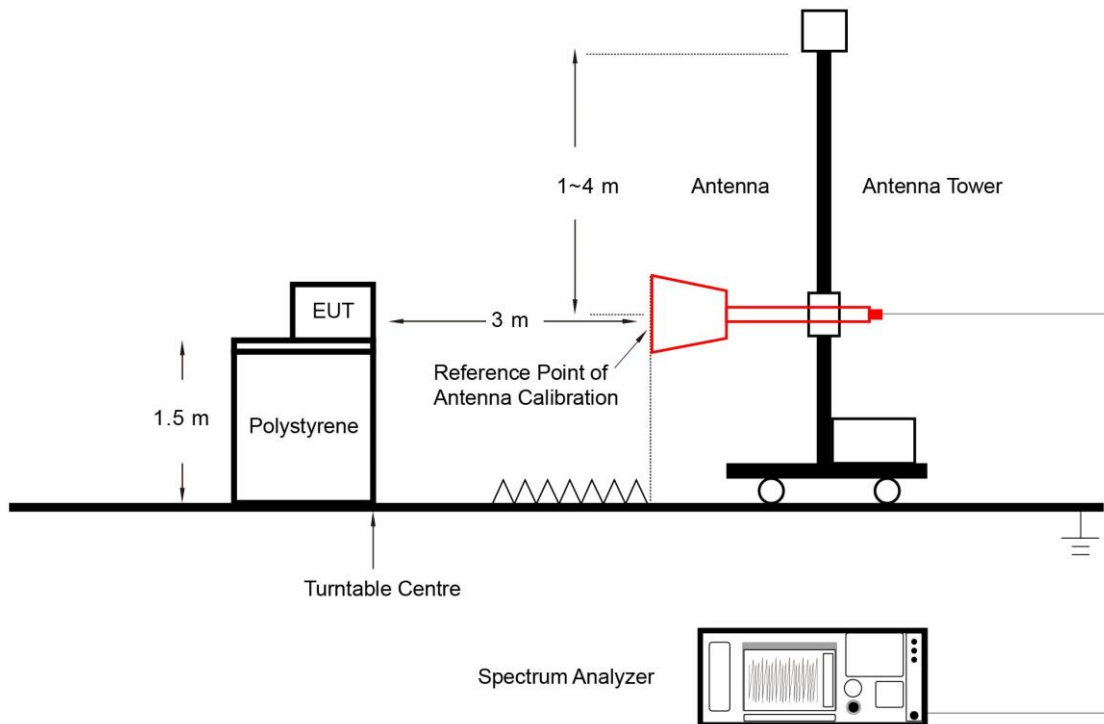 1~4 m
Antenna
Antenna Tower
EUT
3 m
Reference Point of
Antenna Calibration
1.5 m
Polystyrene
Turntable Centre
Spectrum Analyzer